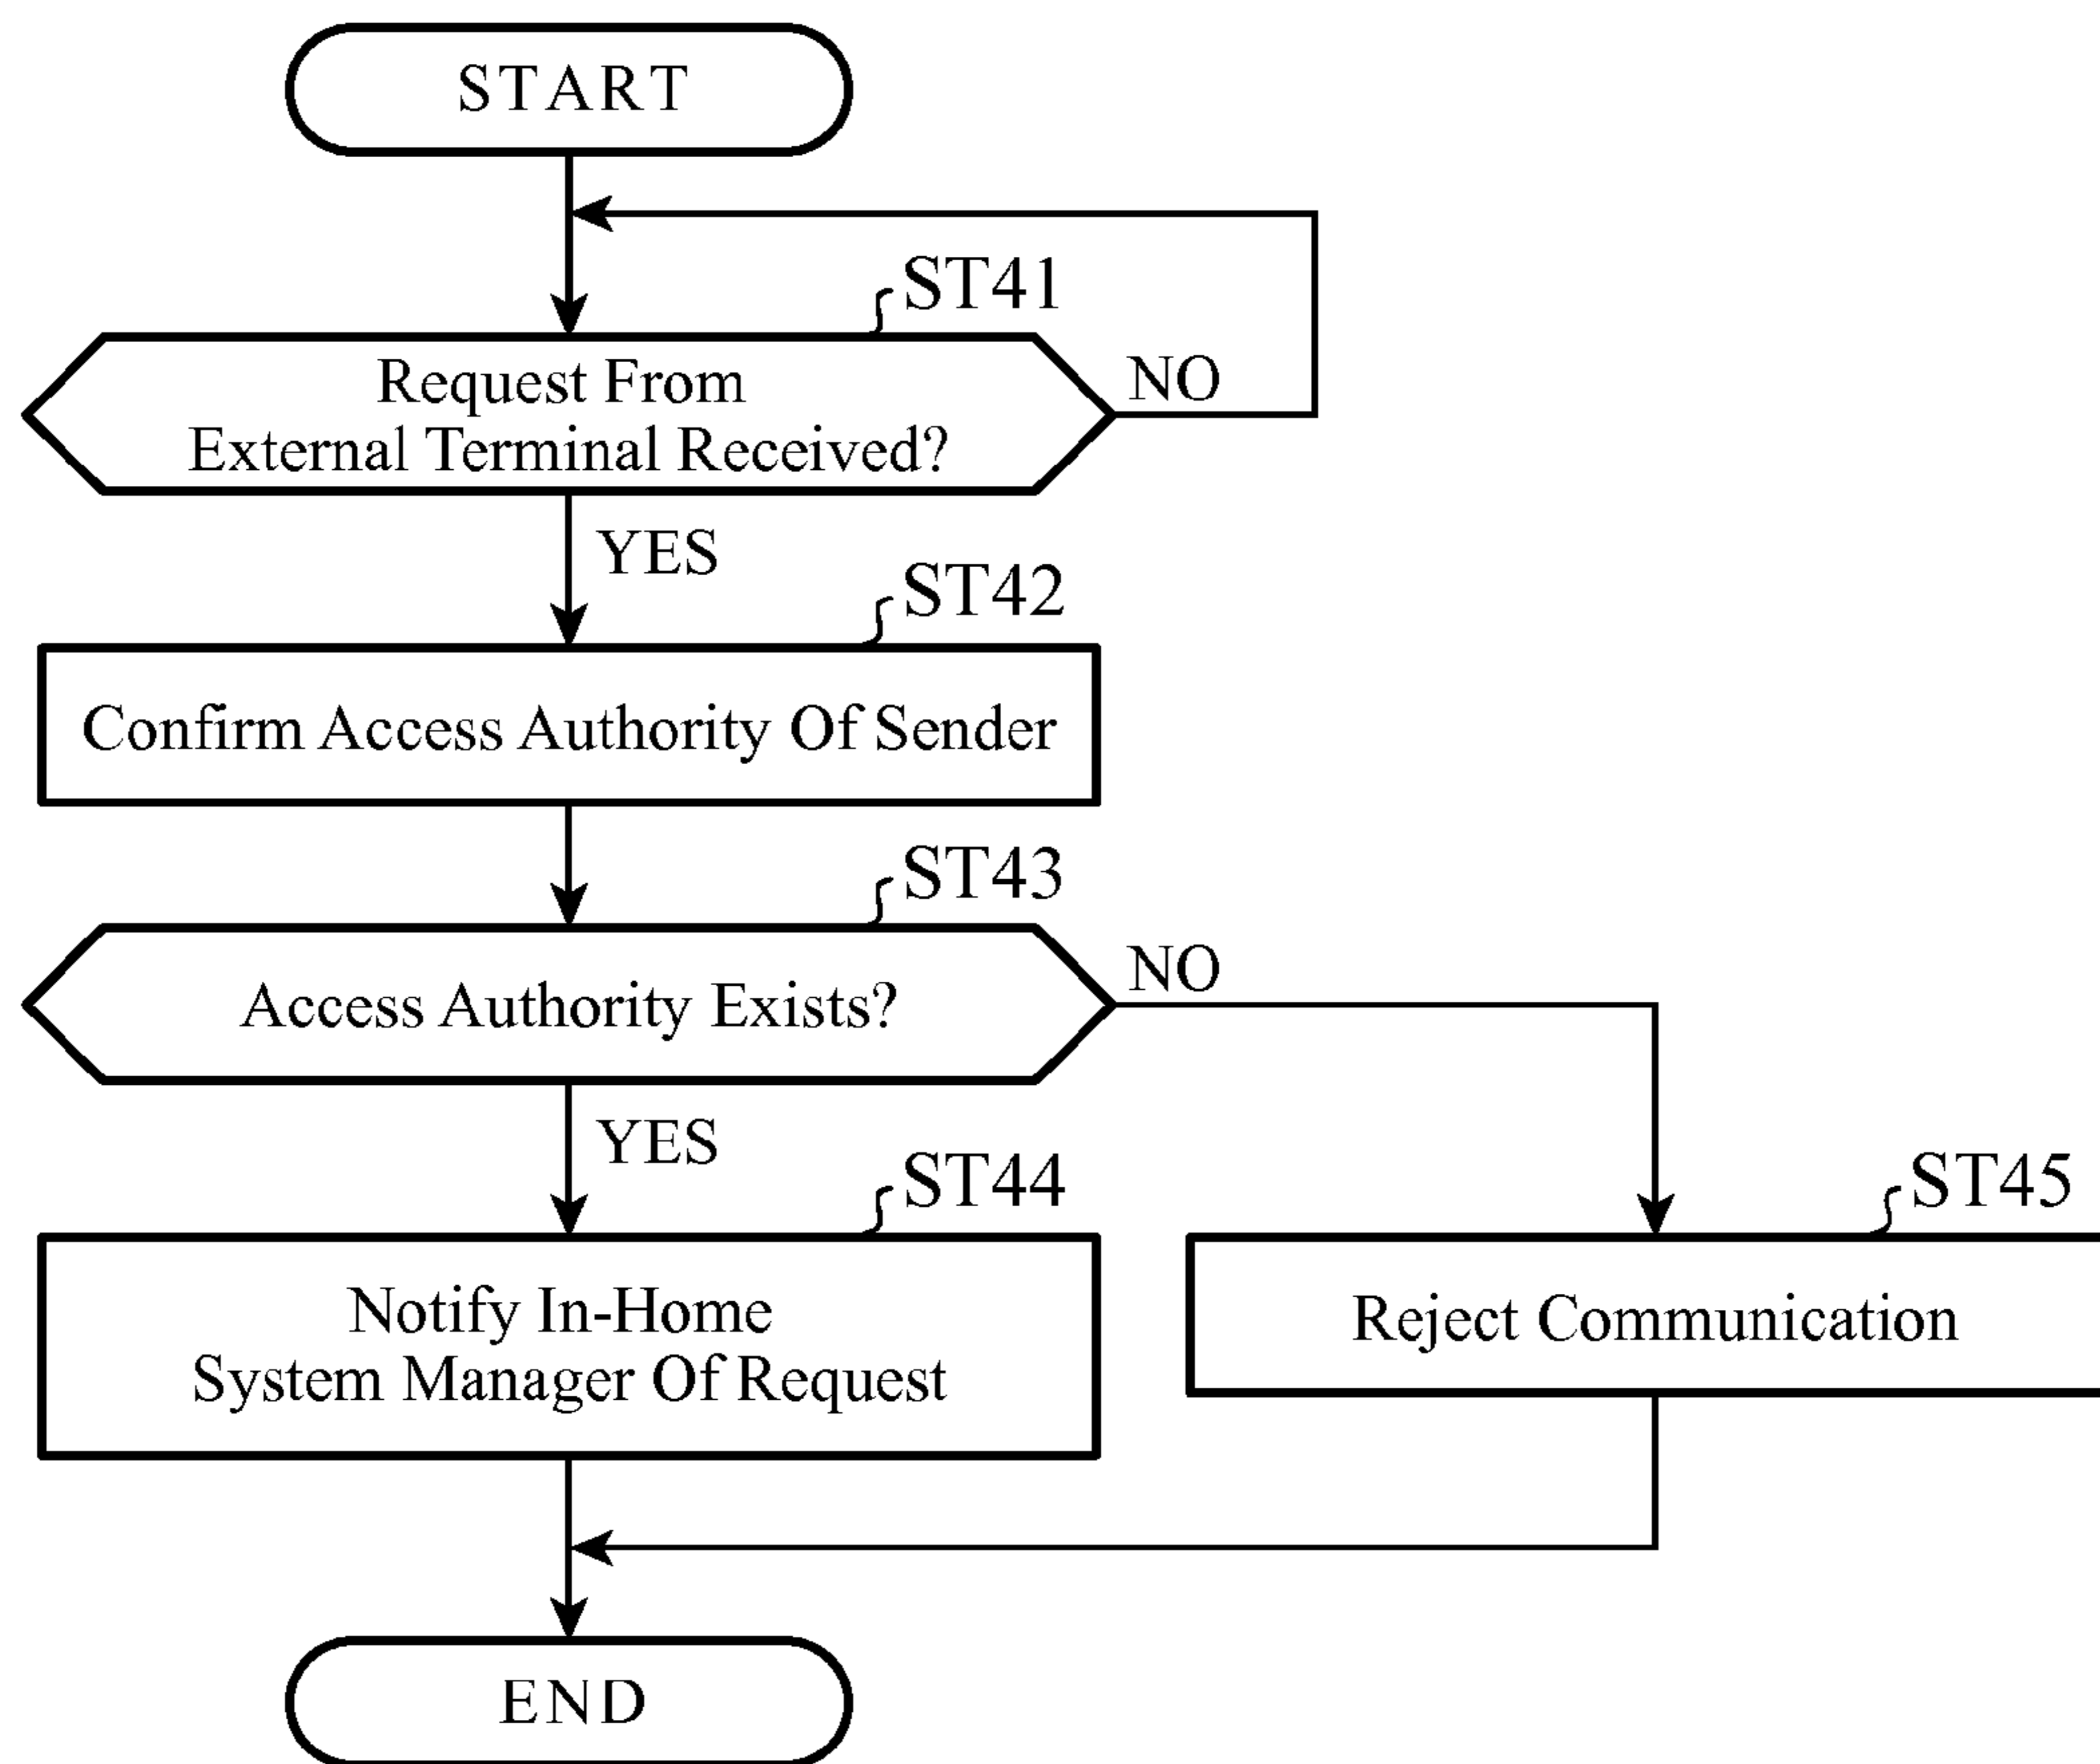 START
ST41
Request From
External Terminal Received?
NO
YES
ST42
Confirm Access Authority Of Sender
ST43
Access Authority Exists?
NO
YES
ST44
Notify In-Home
System Manager Of Request
ST45
Reject Communication
END